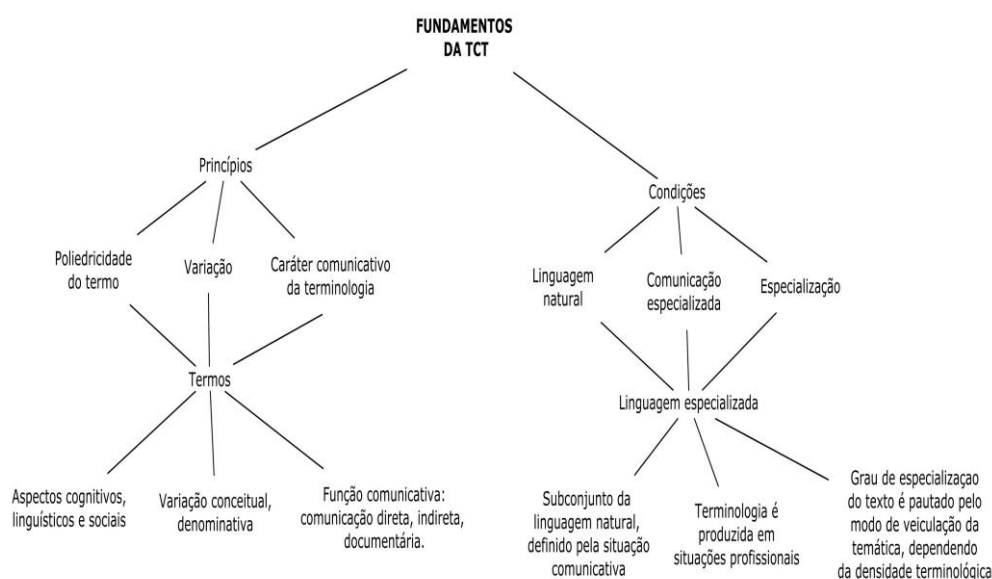 FUNDAMENTOS
DA TCT
Princípios
Condições
Poliedricidade
do termo
Variação
Caráter comunicativo
da terminologia
Linguagem
natural
Comunicação
especializada
Especialização
Termos
Linguagem especializada
Aspectos cognitivos,
linguísticos e sociais
Variação conceitual,
denominativa
Função comunicativa:
comunicação direta, indireta,
documentária.
Subconjunto da
linguagem natural,
definido pela situação
comunicativa
Terminologia é
produzida em
situações profissionais
Grau de especializaçao
do texto é pautado pelo
modo de veiculação da
temática, dependendo
da densidade terminológica